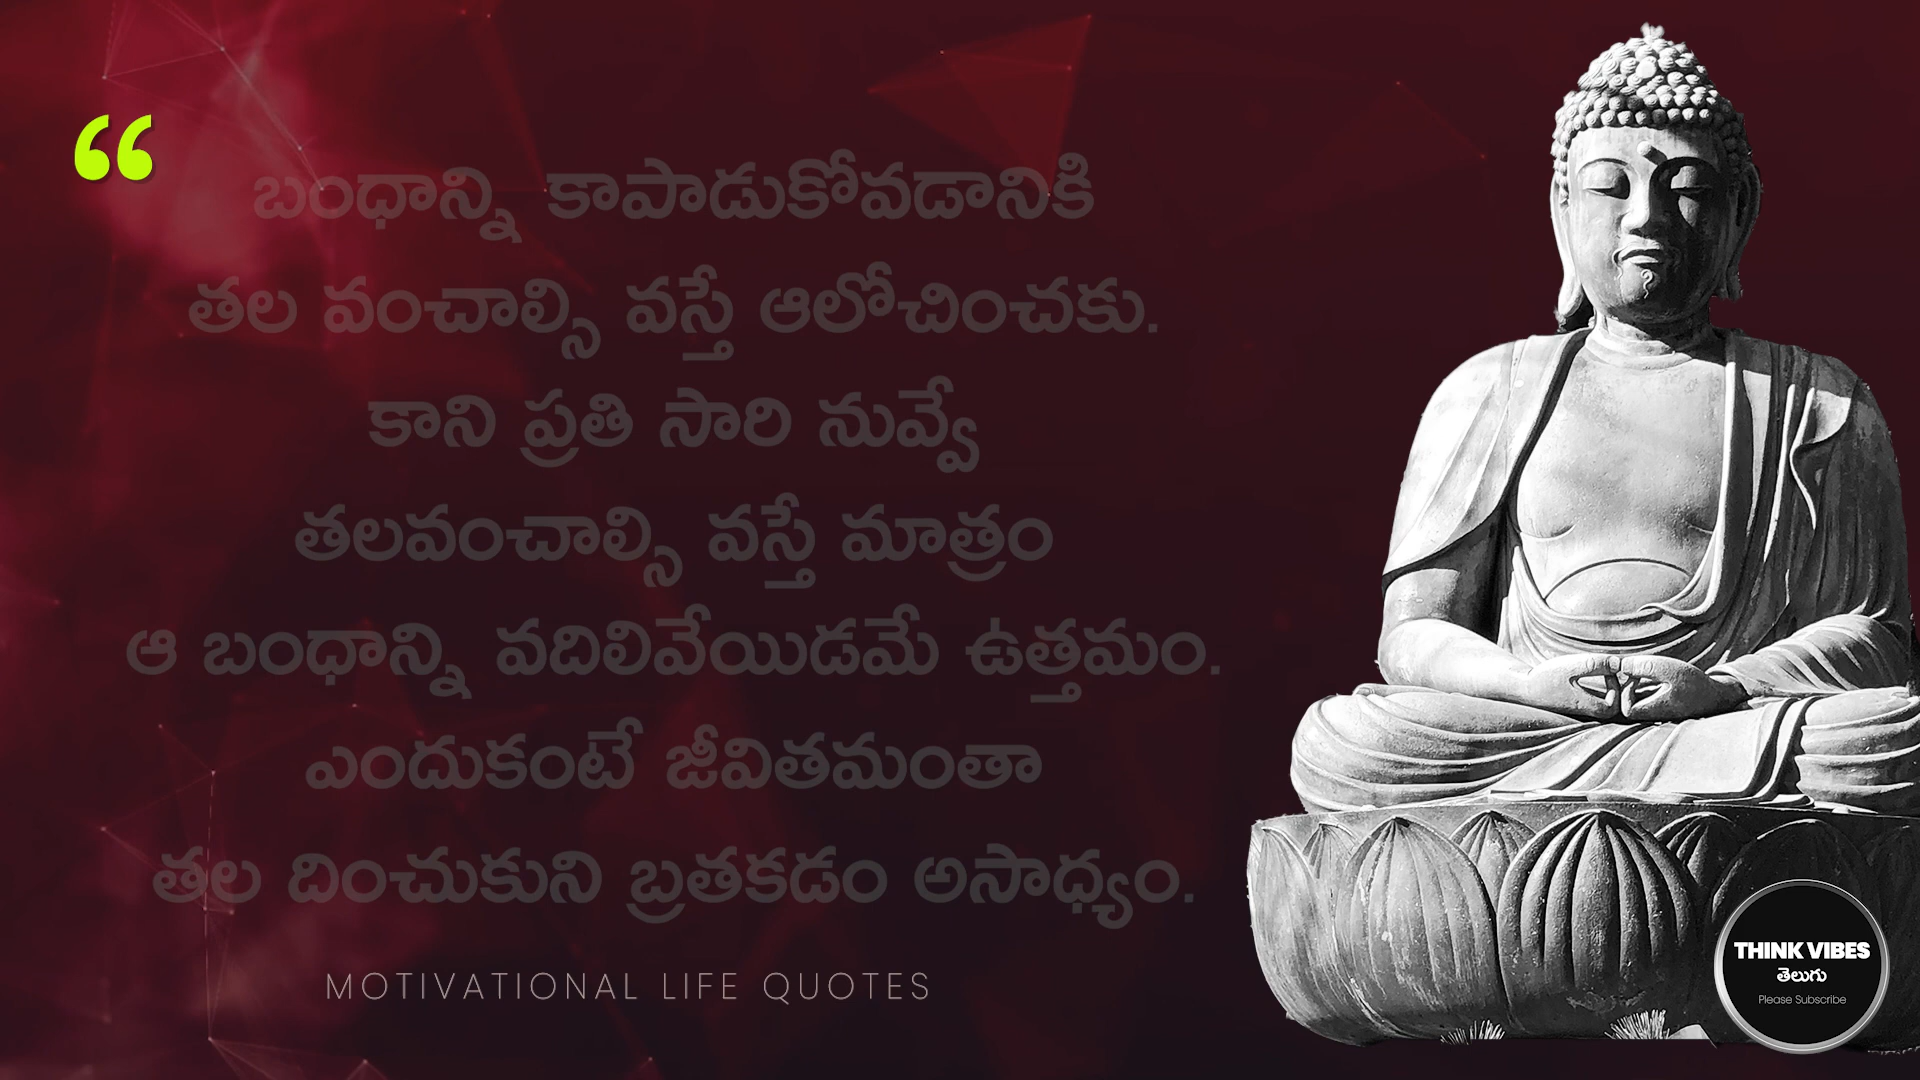 “
బంధాన్ని కాపాడుకోవడానికి
తల వంచాల్సి వస్తే ఆలోచించకు.
కాని ప్రతి సారి నువ్వే
తలవంచాల్సి వస్తే మాత్రం
ఆ బంధాన్ని వదిలివేయిడమే ఉత్తమం.
ఎందుకంటే జీవితమంతా
తల దించుకుని బ్రతకడం అసాధ్యం.
MOTIVATIONAL LIFE QUOTES
THINK VIBES
తెలుగు
Please Subscribe